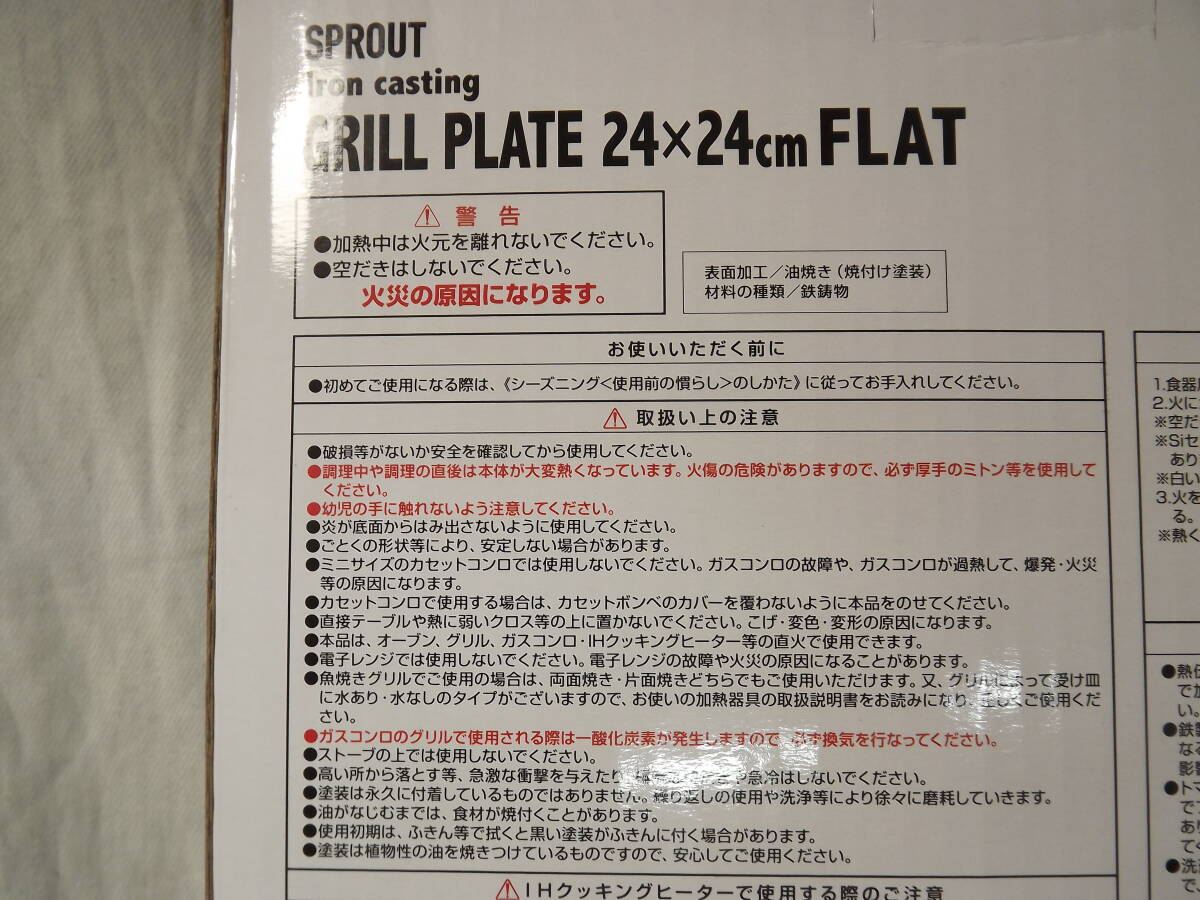 SPROUT
Iron casting
GRILL PLATE 24×24cm FLAT
⚠ 警告
●加熱中は火元を離れないでください。
●空だきはしないでください。
火災の原因になります。
表面加工／油焼き（焼付け塗装）
材料の種類／鉄鋳物
お使いいただく前に
●初めてご使用になる際は、《シーズニング<使用前の慣らし>のしかた》に従ってお手入れしてください。
⚠ 取扱い上の注意
●破損等がないか安全を確認してから使用してください。
●調理中や調理の直後は本体が大変熱くなっています。火傷の危険がありますので、必ず厚手のミトン等を使用して
ください。
●幼児の手に触れないよう注意してください。
●炎が底面からはみ出さないように使用してください。
●ごとくの形状等により、安定しない場合があります。
●ミニサイズのカセットコンロでは使用しないでください。ガスコンロの故障や、ガスコンロが過熱して、爆発・火災
等の原因になります。
●カセットコンロで使用する場合は、カセットボンベのカバーを覆わないように本品をのせてください。
●直接テーブルや熱に弱いクロス等の上に置かないでください。こげ・変色・変形の原因になります。
●本品は、オーブン、グリル、ガスコンロ・IHクッキングヒーター等の直火で使用できます。
●電子レンジでは使用しないでください。電子レンジの故障や火災の原因になることがあります。
●魚焼きグリルでご使用の場合は、両面焼き・片面焼きどちらでもご使用いただけます。又、グリルによって受け皿
に水あり・水なしのタイプがございますので、お使いの加熱器具の取扱説明書をお読みになり、正しくご使用くだ
さい。
●ガスコンロのグリルで使用される際は一酸化炭素が発生しますので、必ず換気を行なってください。
●ストーブの上では使用しないでください。
●高い所から落とす等、急激な衝撃を与えたり、や急冷はしないでください。
●塗装は永久に付着しているものではありません。繰り返しの使用や洗浄等により徐々に磨耗していきます。
●油がなじむまでは、食材が焼付くことがあります。
●使用初期は、ふきん等で拭くと黒い塗装がふきんに付く場合があります。
●塗装は植物性の油を焼きつけているものですので、安心してご使用ください。
⚠ IHクッキングヒーターで使用する際のご注意
1.食器
2.火に
※空だ
※Siセ
あり
※白い
3.火を
る。
※熱く
●熱伝
で加
い。
●鉄製
なる
影響
●トマ
で
あり
てく
●洗
で、